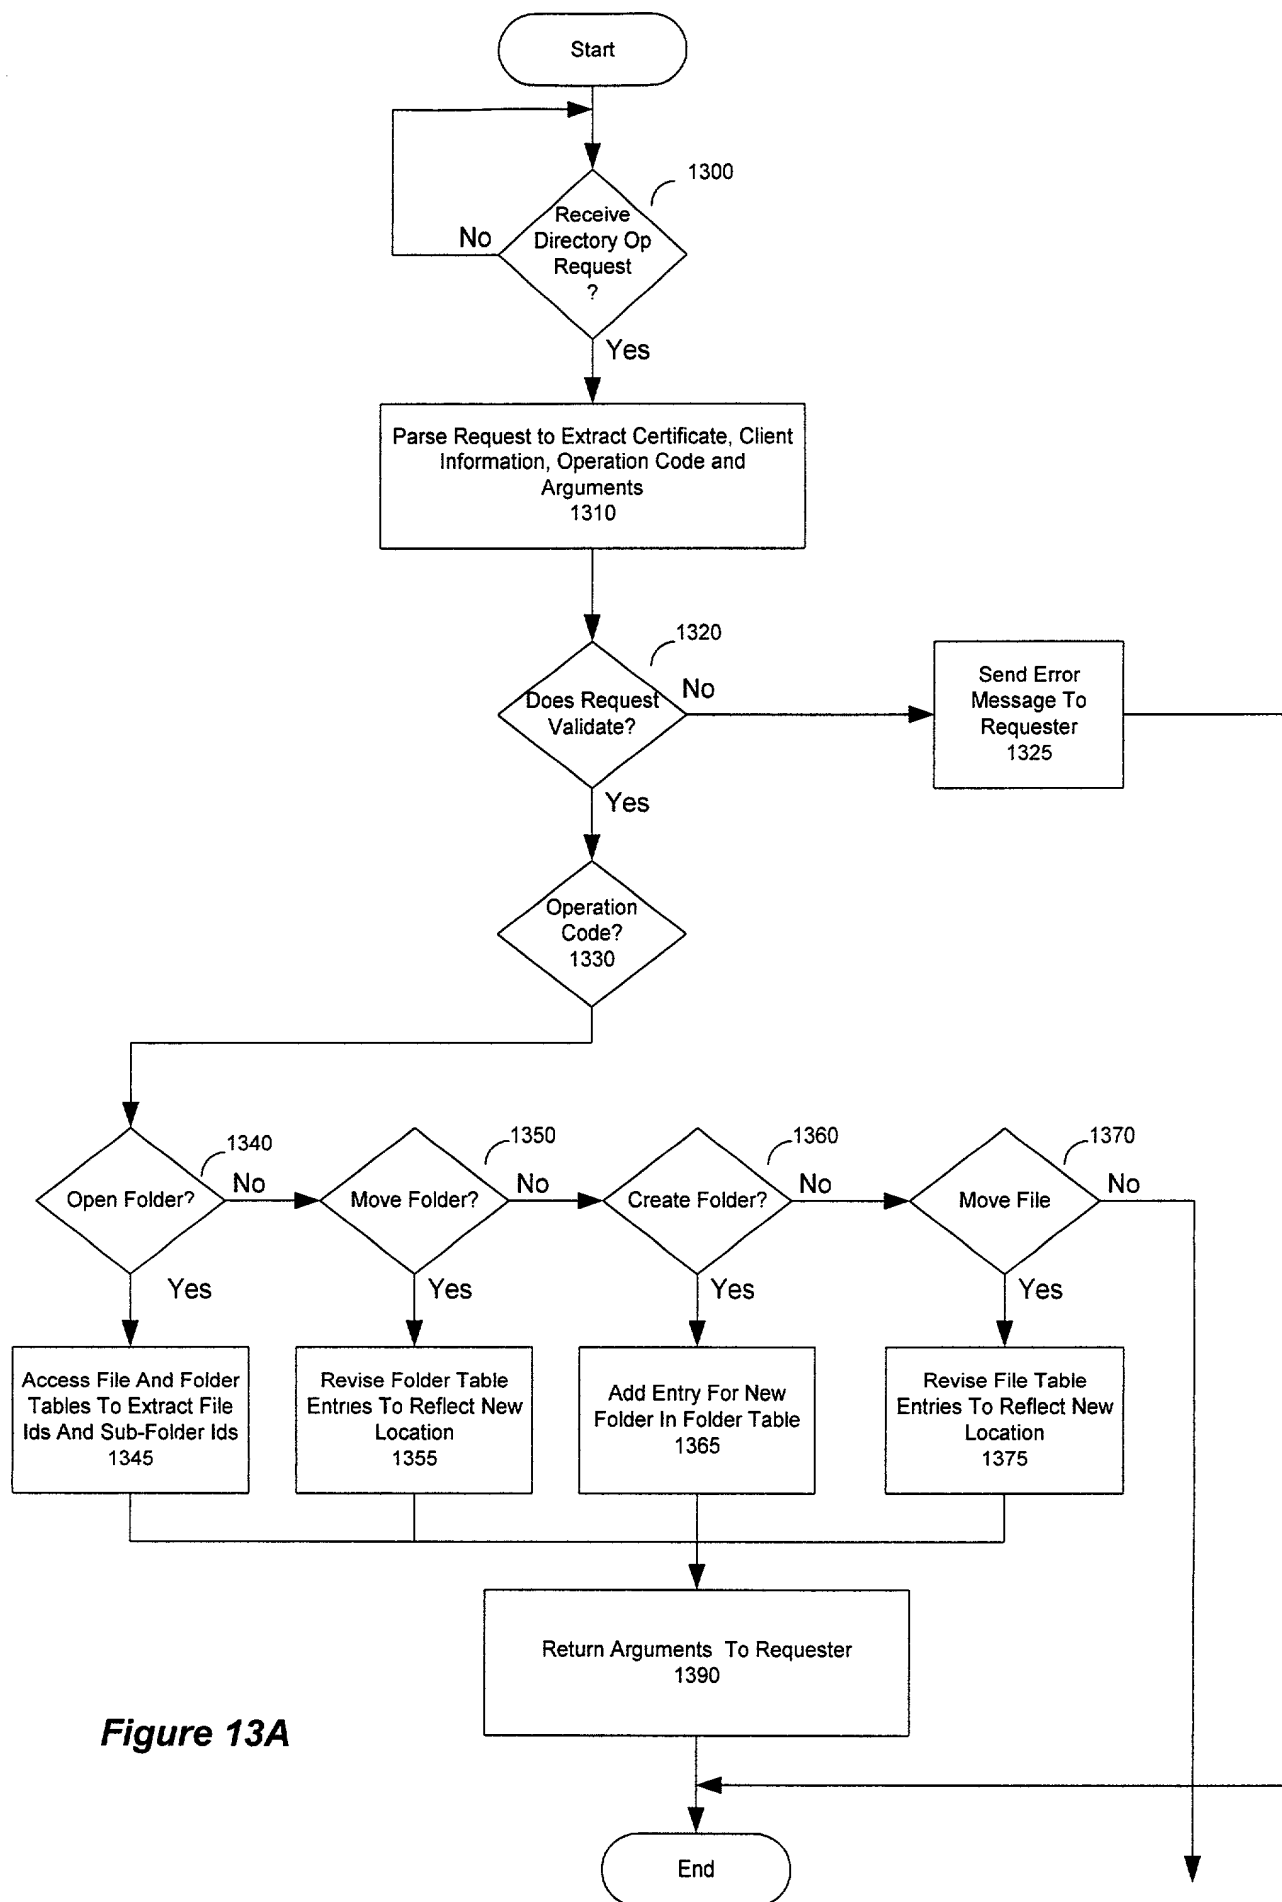 Start
1300
Receive
Directory Op
Request
?
No
Yes
Parse Request to Extract Certificate, Client
Information, Operation Code and
Arguments
1310
1320
Does Request
Validate?
No
Yes
Send Error
Message To
Requester
1325
Operation
Code?
1330
1340
Open Folder?
No
Yes
1350
Move Folder?
No
Yes
1360
Create Folder?
No
Yes
1370
Move File
No
Yes
Access File And Folder
Tables To Extract File
Ids And Sub-Folder Ids
1345
Revise Folder Table
Entries To Reflect New
Location
1355
Add Entry For New
Folder In Folder Table
1365
Revise File Table
Entries To Reflect New
Location
1375
Return Arguments To Requester
1390
Figure 13A
End